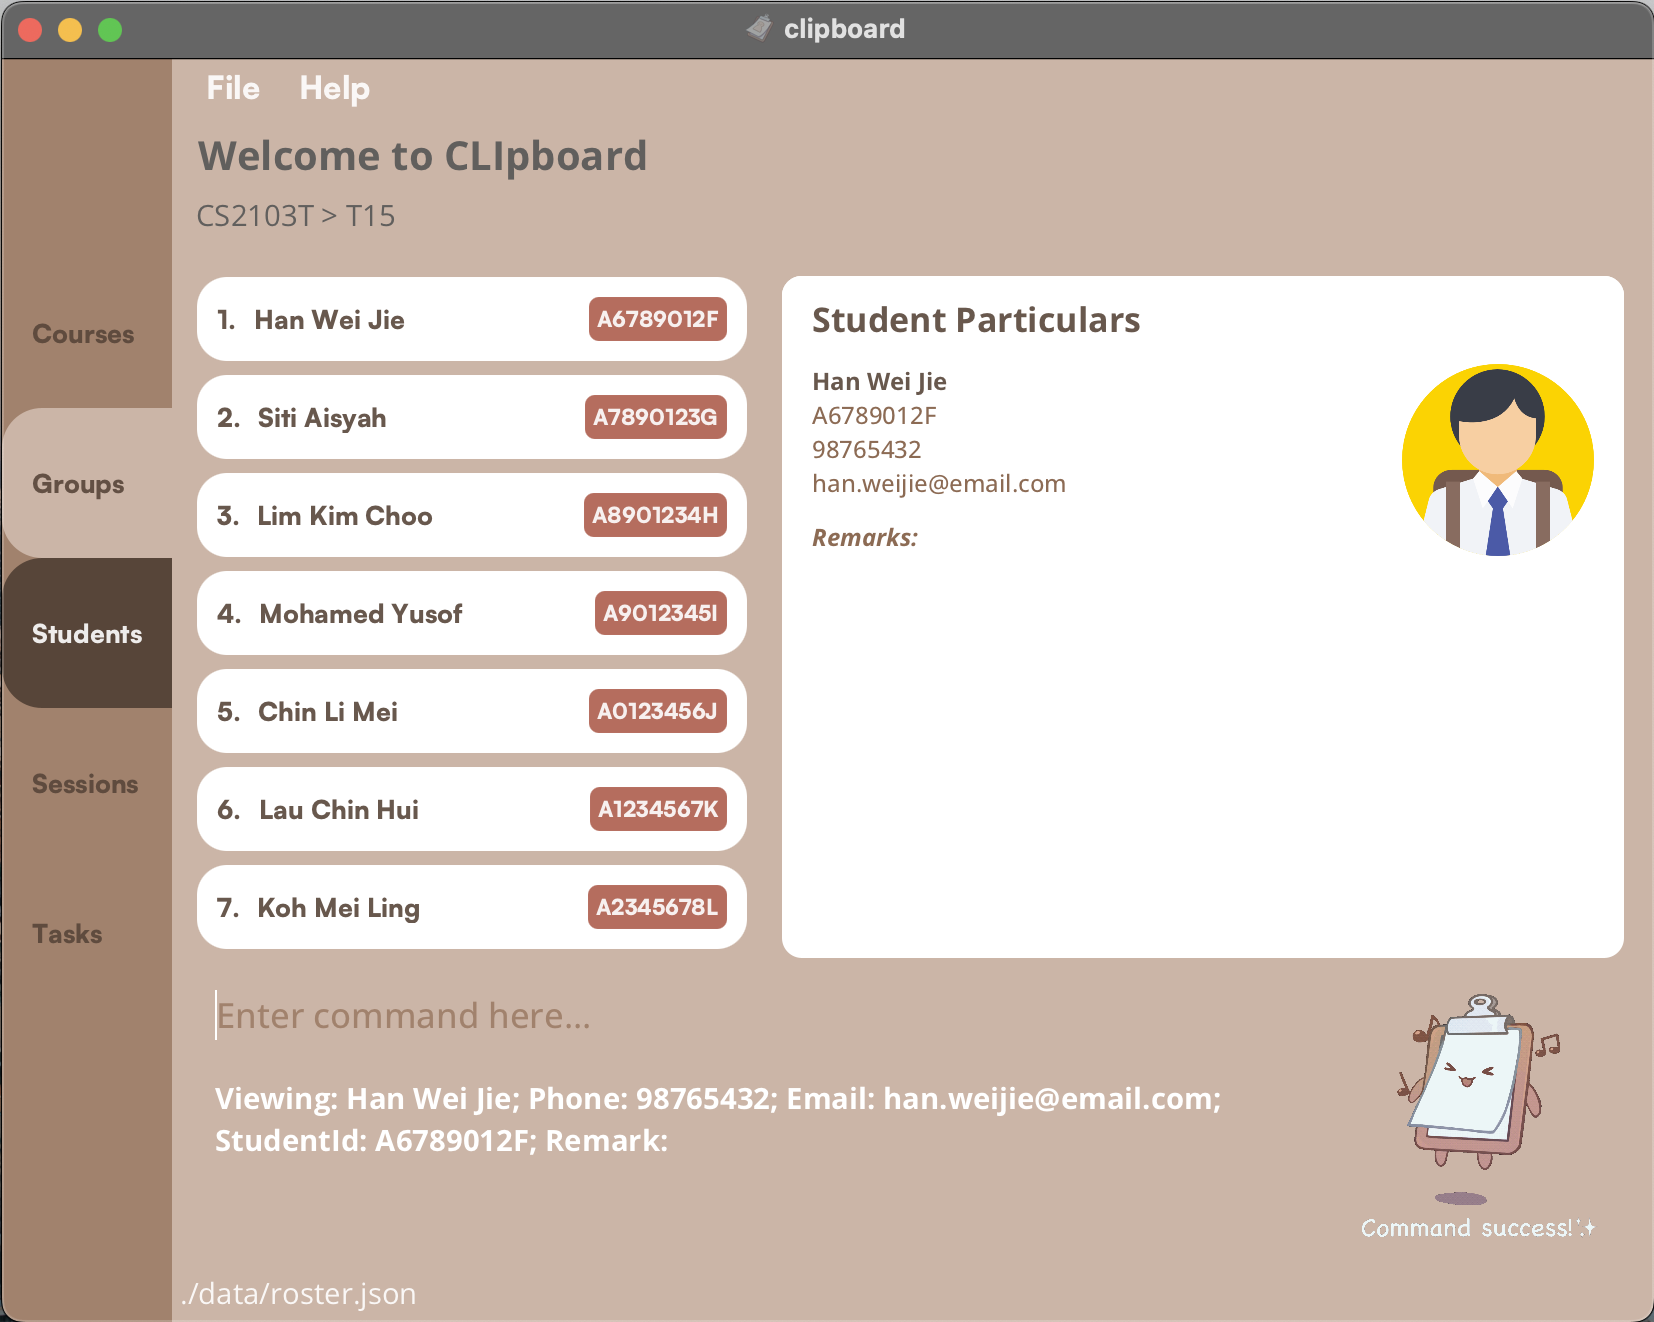 clipboard
File Help
Welcome to CLIpboard
CS2103T > T15
Courses
Groups
Students
Sessions
Tasks
1. Han Wei Jie A6789012F
2. Siti Aisyah A7890123G
3. Lim Kim Choo A8901234H
4. Mohamed Yusof A9012345I
5. Chin Li Mei A0123456J
6. Lau Chin Hui A1234567K
7. Koh Mei Ling A2345678L
Student Particulars
Han Wei Jie
A6789012F
98765432
han.weijie@email.com
Remarks:
Enter command here...
Viewing: Han Wei Jie; Phone: 98765432; Email: han.weijie@email.com;
StudentId: A6789012F; Remark:
Command success!
./data/roster.json